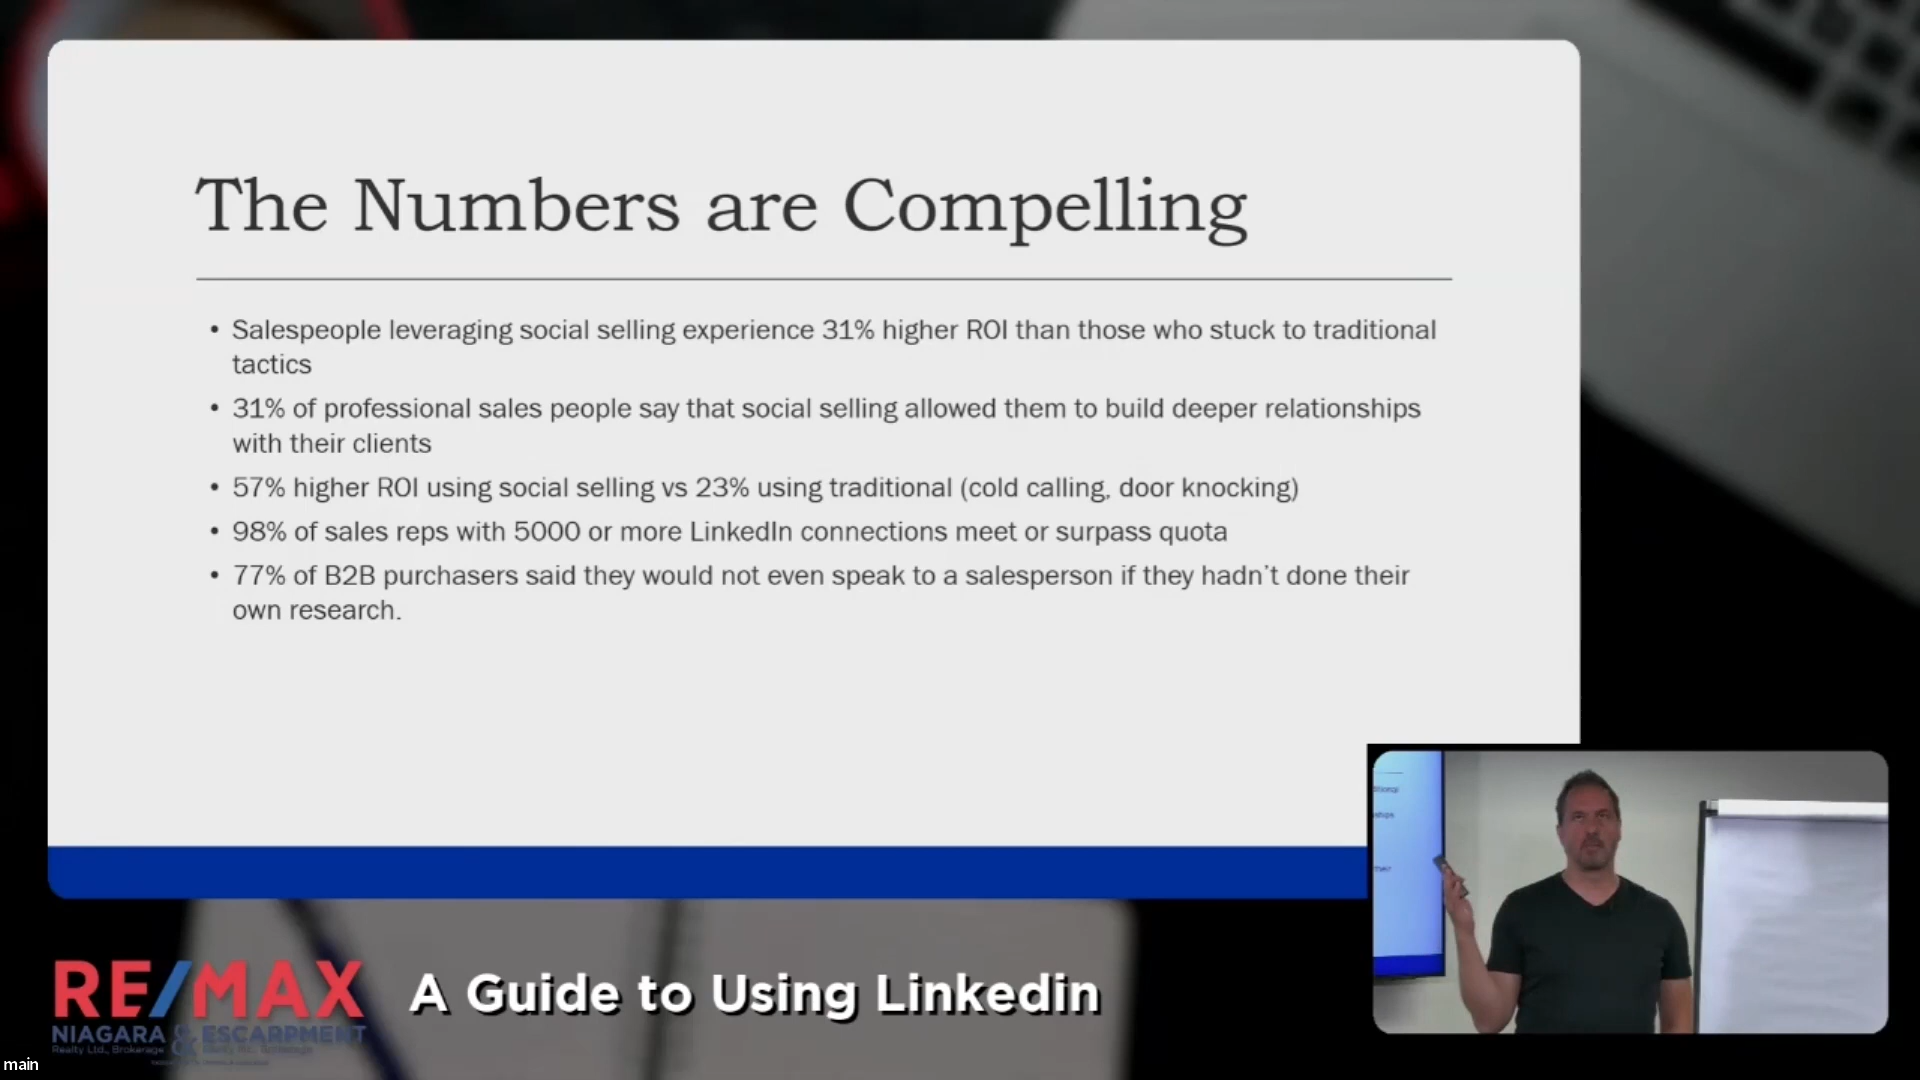 The Numbers are Compelling
• Salespeople leveraging social selling experience 31% higher ROI than those who stuck to traditional
tactics
• 31% of professional sales people say that social selling allowed them to build deeper relationships
with their clients
• 57% higher ROI using social selling vs 23% using traditional (cold calling, door knocking)
• 98% of sales reps with 5000 or more LinkedIn connections meet or surpass quota
• 77% of B2B purchasers said they would not even speak to a salesperson if they hadn't done their
own research.
RE/MAX
NIAGARA & ESCARPMENT
Realty Ltd., Brokerage
A Guide to Using Linkedin
main